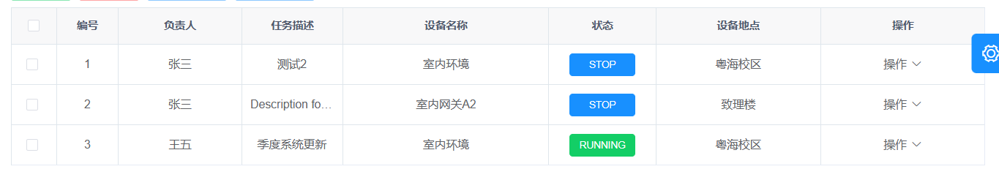 编号 负责人 任务描述 设备名称 状态 设备地点 操作
1 张三 测试2 室内环境 STOP 粤海校区 操作
2 张三 Description fo... 室内网关A2 STOP 致理楼 操作
3 王五 季度系统更新 室内环境 RUNNING 粤海校区 操作